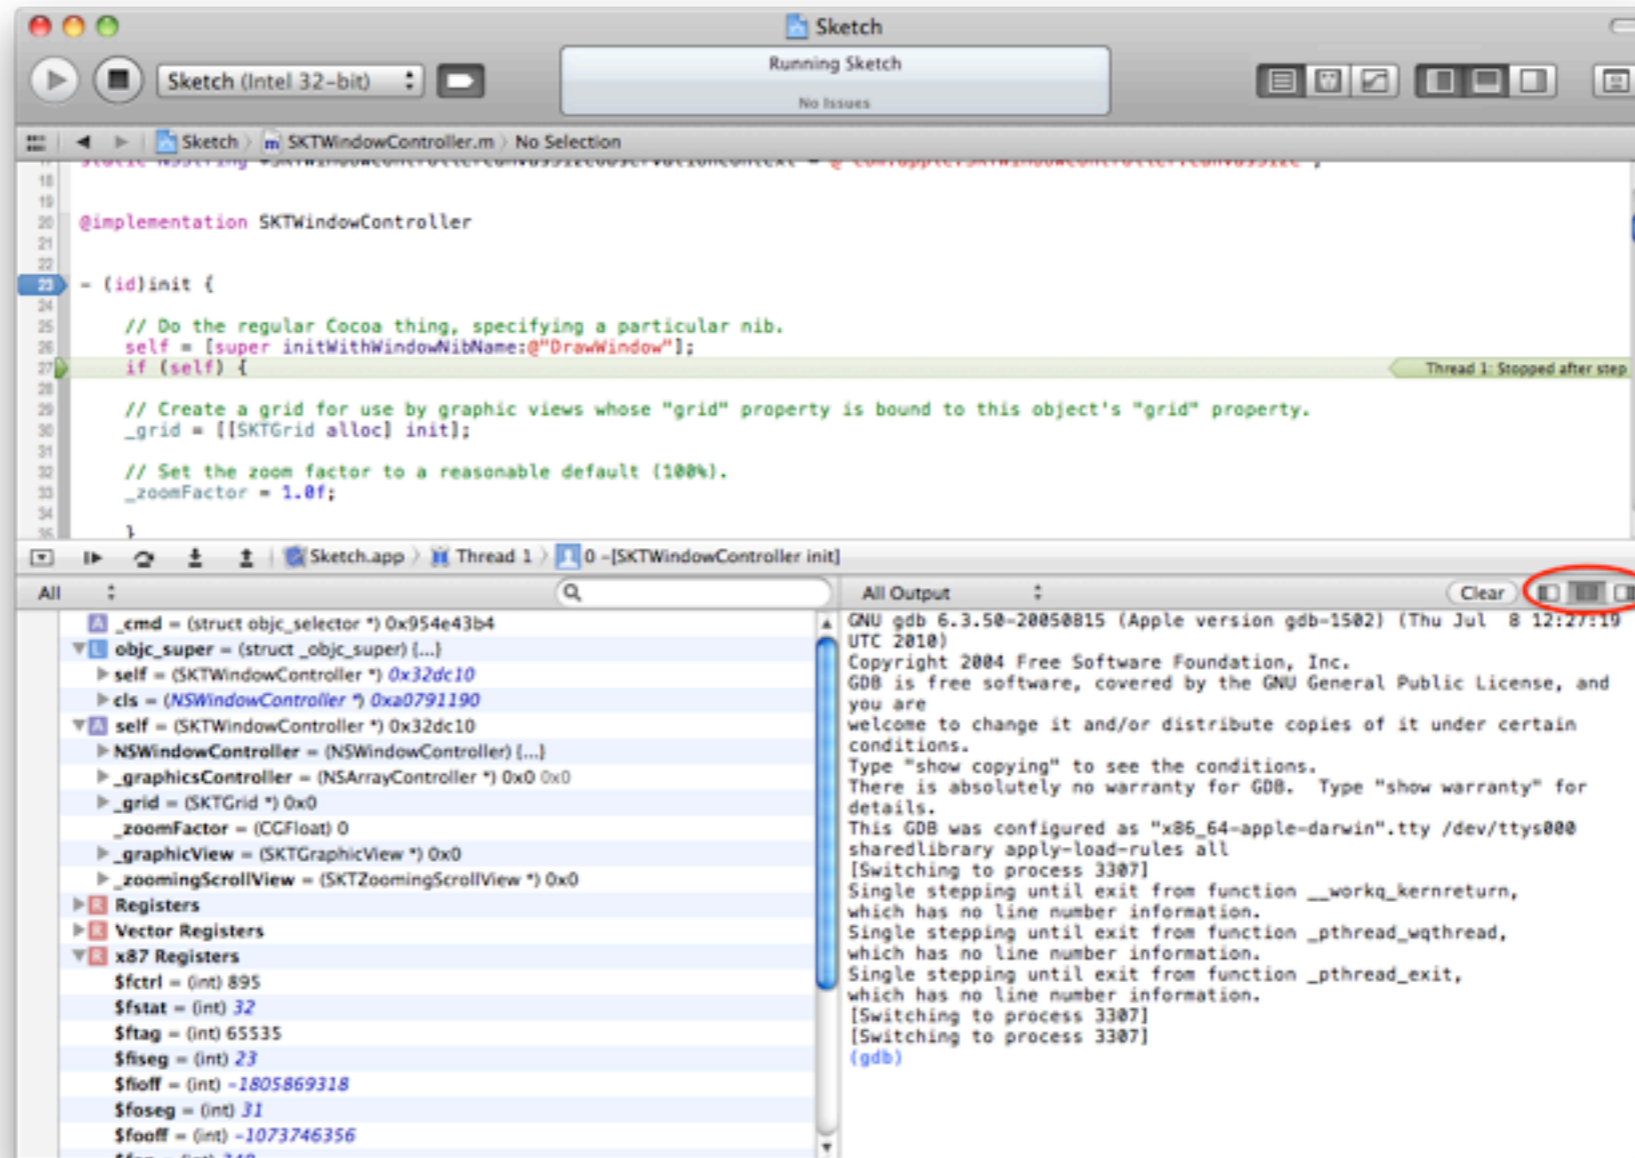 Sketch
Sketch (Intel 32-bit)
Running Sketch
No Issues
Sketch
SKTWindowController.m
No Selection
18
19
20 @implementation SKTWindowController
21
22
23 - (id)init {
24
25 // Do the regular Cocoa thing, specifying a particular nib.
26 self = [super initWithWindowNibName:@"DrawWindow"];
27 if (self) {
Thread 1: Stopped after step
28
29 // Create a grid for use by graphic views whose "grid" property is bound to this object's "grid" property.
30 _grid = [[SKTGrid alloc] init];
31
32 // Set the zoom factor to a reasonable default (100%).
33 _zoomFactor = 1.0f;
34
35 }
Sketch.app
Thread 1
0 -[SKTWindowController init]
All
A _cmd = (struct objc_selector *) 0x954e43b4
L objc_super = (struct _objc_super) {...}
self = (SKTWindowController *) 0x32dc10
cls = (NSWindowController *) 0xa0791190
A self = (SKTWindowController *) 0x32dc10
NSWindowController = (NSWindowController) {...}
_graphicsController = (NSArrayController *) 0x0 0x0
_grid = (SKTGrid *) 0x0
_zoomFactor = (CGFloat) 0
_graphicView = (SKTGraphicView *) 0x0
_zoomingScrollView = (SKTZoomingScrollView *) 0x0
R Registers
R Vector Registers
R x87 Registers
$fctrl = (int) 895
$fstat = (int) 32
$ftag = (int) 65535
$fiseg = (int) 23
$fioff = (int) -1805869318
$foseg = (int) 31
$fooff = (int) -1073746356
All Output
Clear
GNU gdb 6.3.50-20050815 (Apple version gdb-1502) (Thu Jul  8 12:27:19
UTC 2010)
Copyright 2004 Free Software Foundation, Inc.
GDB is free software, covered by the GNU General Public License, and
you are
welcome to change it and/or distribute copies of it under certain
conditions.
Type "show copying" to see the conditions.
There is absolutely no warranty for GDB.  Type "show warranty" for
details.
This GDB was configured as "x86_64-apple-darwin".tty /dev/ttys000
sharedlibrary apply-load-rules all
[Switching to process 3307]
Single stepping until exit from function __workq_kernreturn,
which has no line number information.
Single stepping until exit from function _pthread_wqthread,
which has no line number information.
Single stepping until exit from function _pthread_exit,
which has no line number information.
[Switching to process 3307]
[Switching to process 3307]
(gdb)